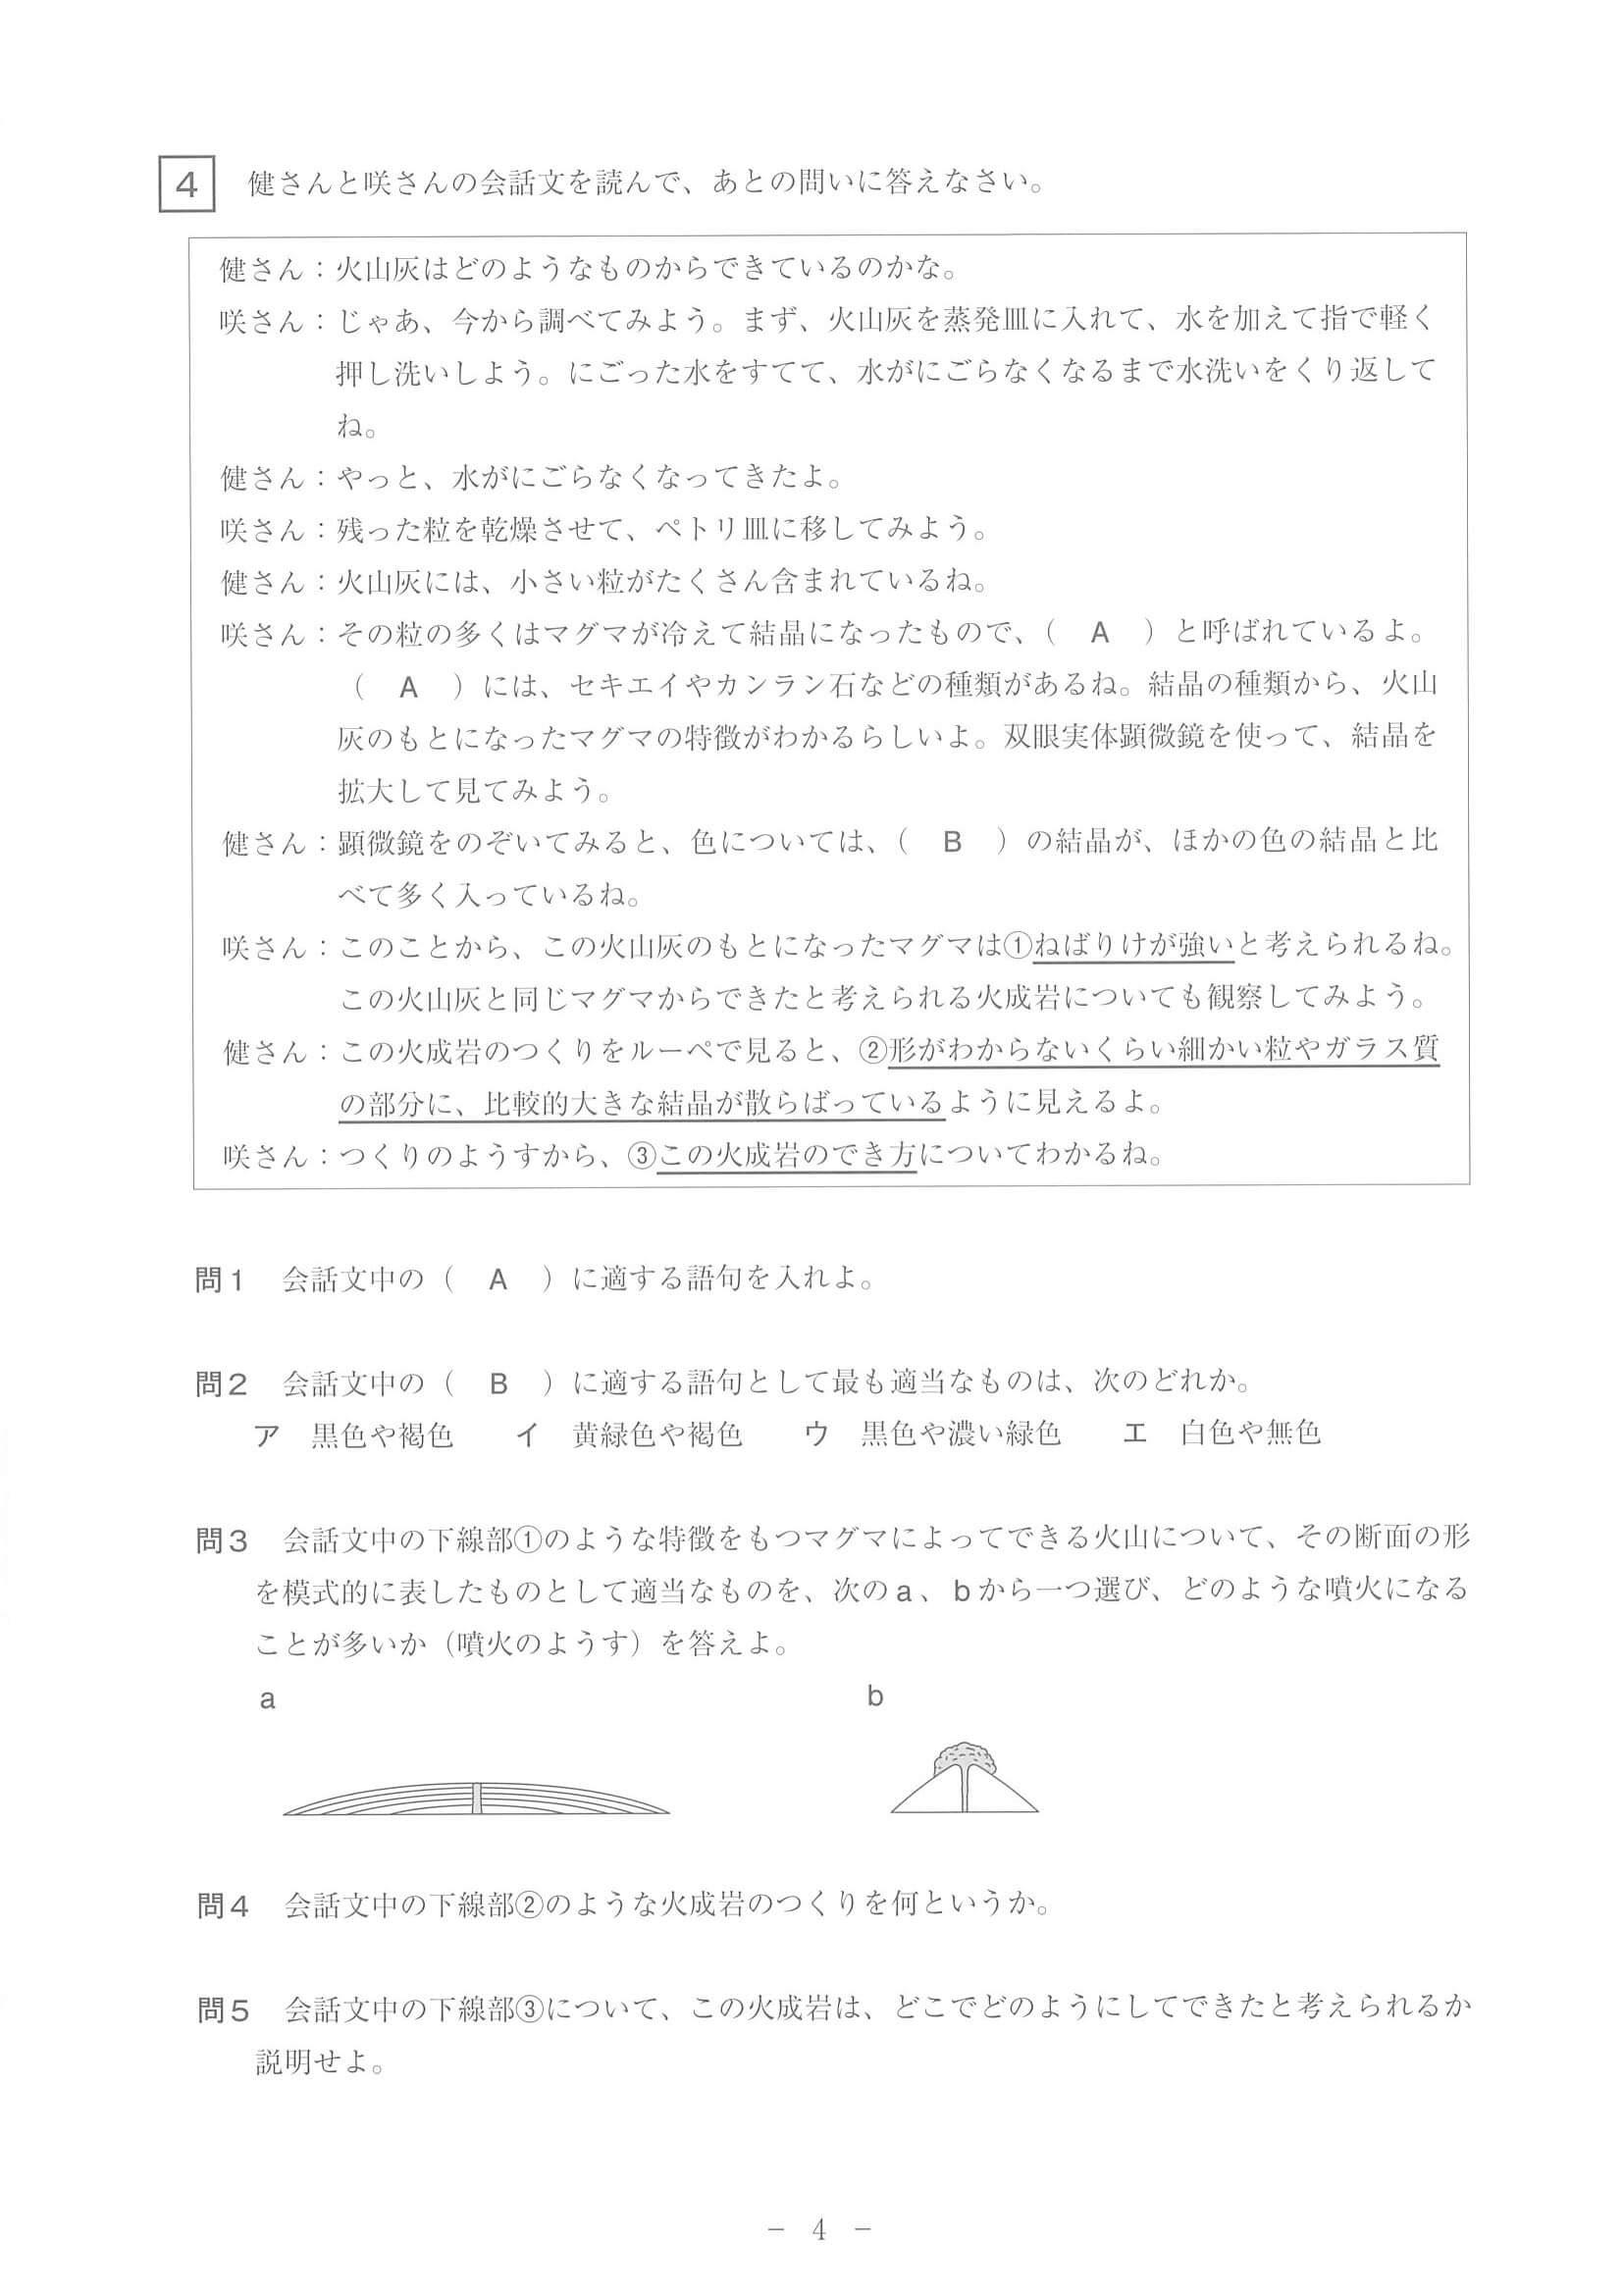 4　健さんと咲さんの会話文を読んで、あとの問いに答えなさい。
健さん：火山灰はどのようなものからできているのかな。
咲さん：じゃあ、今から調べてみよう。まず、火山灰を蒸発皿に入れて、水を加えて指で軽く
押し洗いしよう。にごった水をすてて、水がにごらなくなるまで水洗いをくり返して
ね。
健さん：やっと、水がにごらなくなってきたよ。
咲さん：残った粒を乾燥させて、ペトリ皿に移してみよう。
健さん：火山灰には、小さい粒がたくさん含まれているね。
咲さん：その粒の多くはマグマが冷えて結晶になったもので、（　A　）と呼ばれているよ。
（　A　）には、セキエイやカンラン石などの種類があるね。結晶の種類から、火山
灰のもとになったマグマの特徴がわかるらしいよ。双眼実体顕微鏡を使って、結晶を
拡大して見てみよう。
健さん：顕微鏡をのぞいてみると、色については、（　B　）の結晶が、ほかの色の結晶と比
べて多く入っているね。
咲さん：このことから、この火山灰のもとになったマグマは①ねばりけが強いと考えられるね。
この火山灰と同じマグマからできたと考えられる火成岩についても観察してみよう。
健さん：この火成岩のつくりをルーペで見ると、②形がわからないくらい細かい粒やガラス質
の部分に、比較的大きな結晶が散らばっているように見えるよ。
咲さん：つくりのようすから、③この火成岩のでき方についてわかるね。
問1　会話文中の（　A　）に適する語句を入れよ。
問2　会話文中の（　B　）に適する語句として最も適当なものは、次のどれか。
ア　黒色や褐色　　イ　黄緑色や褐色　　ウ　黒色や濃い緑色　　エ　白色や無色
問3　会話文中の下線部①のような特徴をもつマグマによってできる火山について、その断面の形
を模式的に表したものとして適当なものを、次のa、bから一つ選び、どのような噴火になる
ことが多いか（噴火のようす）を答えよ。
a　b
問4　会話文中の下線部②のような火成岩のつくりを何というか。
問5　会話文中の下線部③について、この火成岩は、どこでどのようにしてできたと考えられるか
説明せよ。
－ 4 －